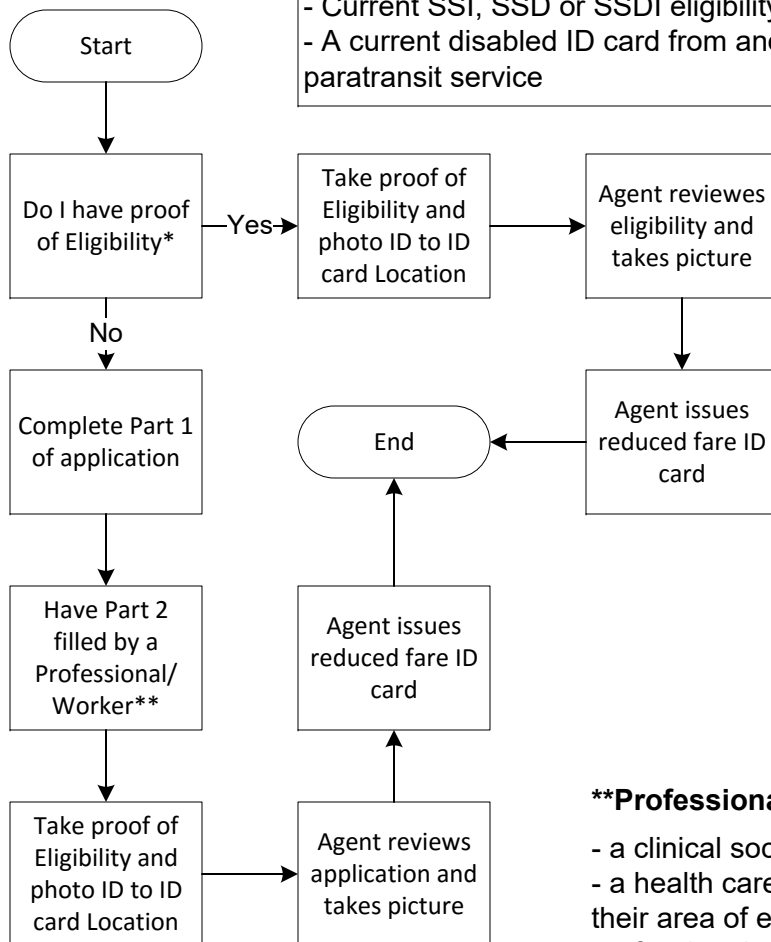 - Current SSI, SSD or SSDI eligibility
- A current disabled ID card from
paratransit service
Start
Do I have proof
of Eligibility*
Yes
Take proof of
Eligibility and
photo ID to ID
card Location
Agent reviewes
eligibility and
takes picture
No
Complete Part 1
of application
End
Agent issues
reduced fare ID
card
Have Part 2
filled by a
Professional/
Worker**
Agent issues
reduced fare ID
card
Take proof of
Eligibility and
photo ID to ID
card Location
Agent reviews
application and
takes picture
- a clinical
- a health care
their area of